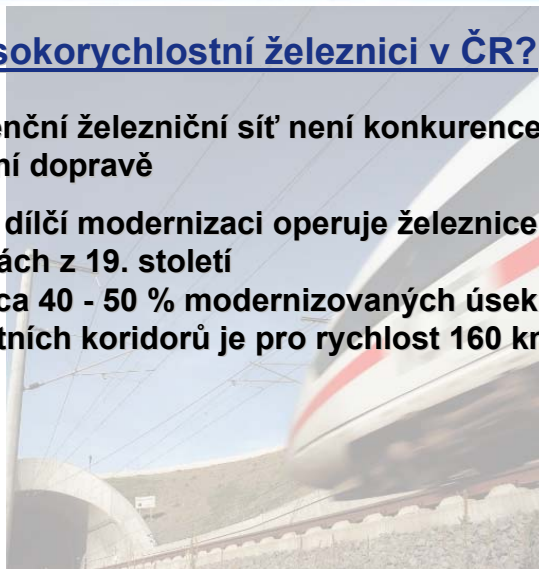 sokorychlostní železnici v ČR?
enční železniční síť není konkurence
ní dopravě
dílčí modernizaci operuje železnice
ách z 19. století
ca 40 - 50 % modernizovaných úsek
tních koridorů je pro rychlost 160 km